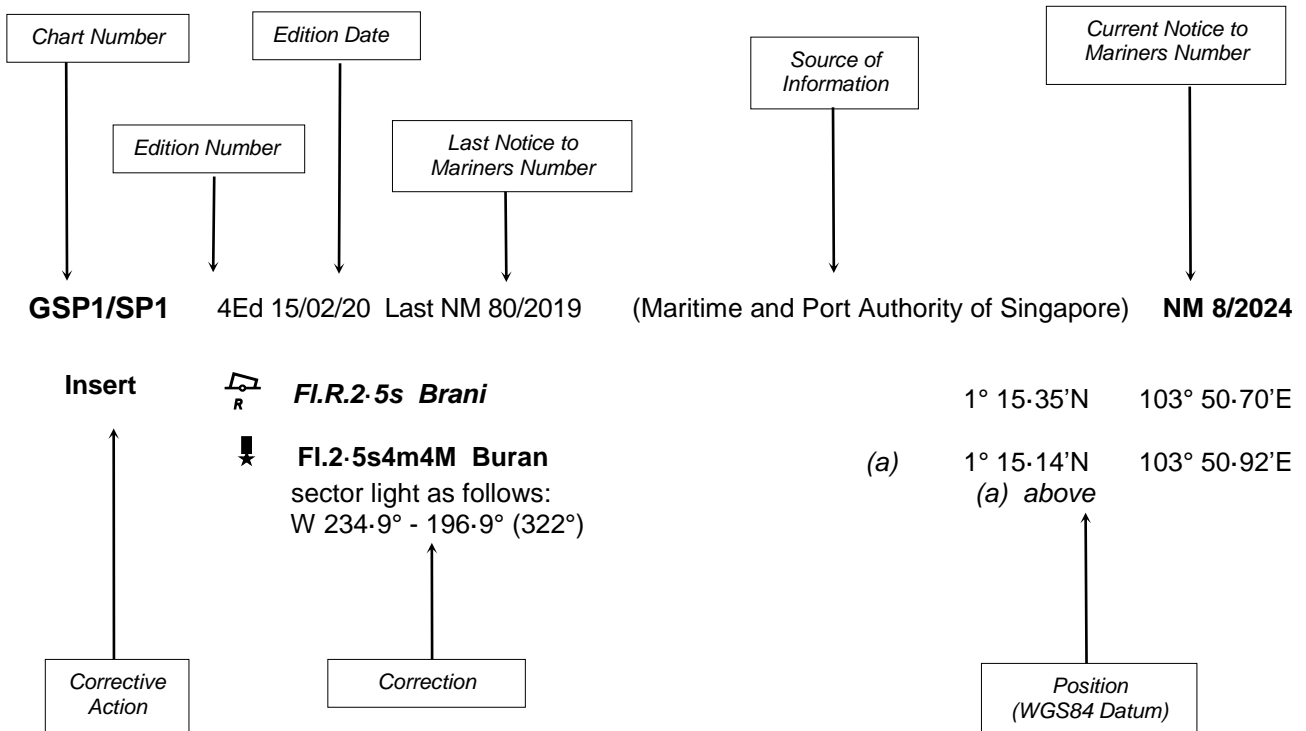 Chart Number
Edition Date
Source of
Information
Current Notice to
Mariners Number
Edition Number
Last Notice to
Mariners Number
GSP1/SP1 4Ed 15/02/20 Last NM 80/2019 (Maritime and Port Authority of Singapore) NM 8/2024
Insert R Fl.R.2·5s Brani 1° 15·35’N 103° 50·70’E
Fl.2·5s4m4M Buran (a) 1° 15·14’N 103° 50·92’E
sector light as follows: (a) above
W 234·9° - 196·9° (322°)
Corrective
Action
Correction
Position
(WGS84 Datum)